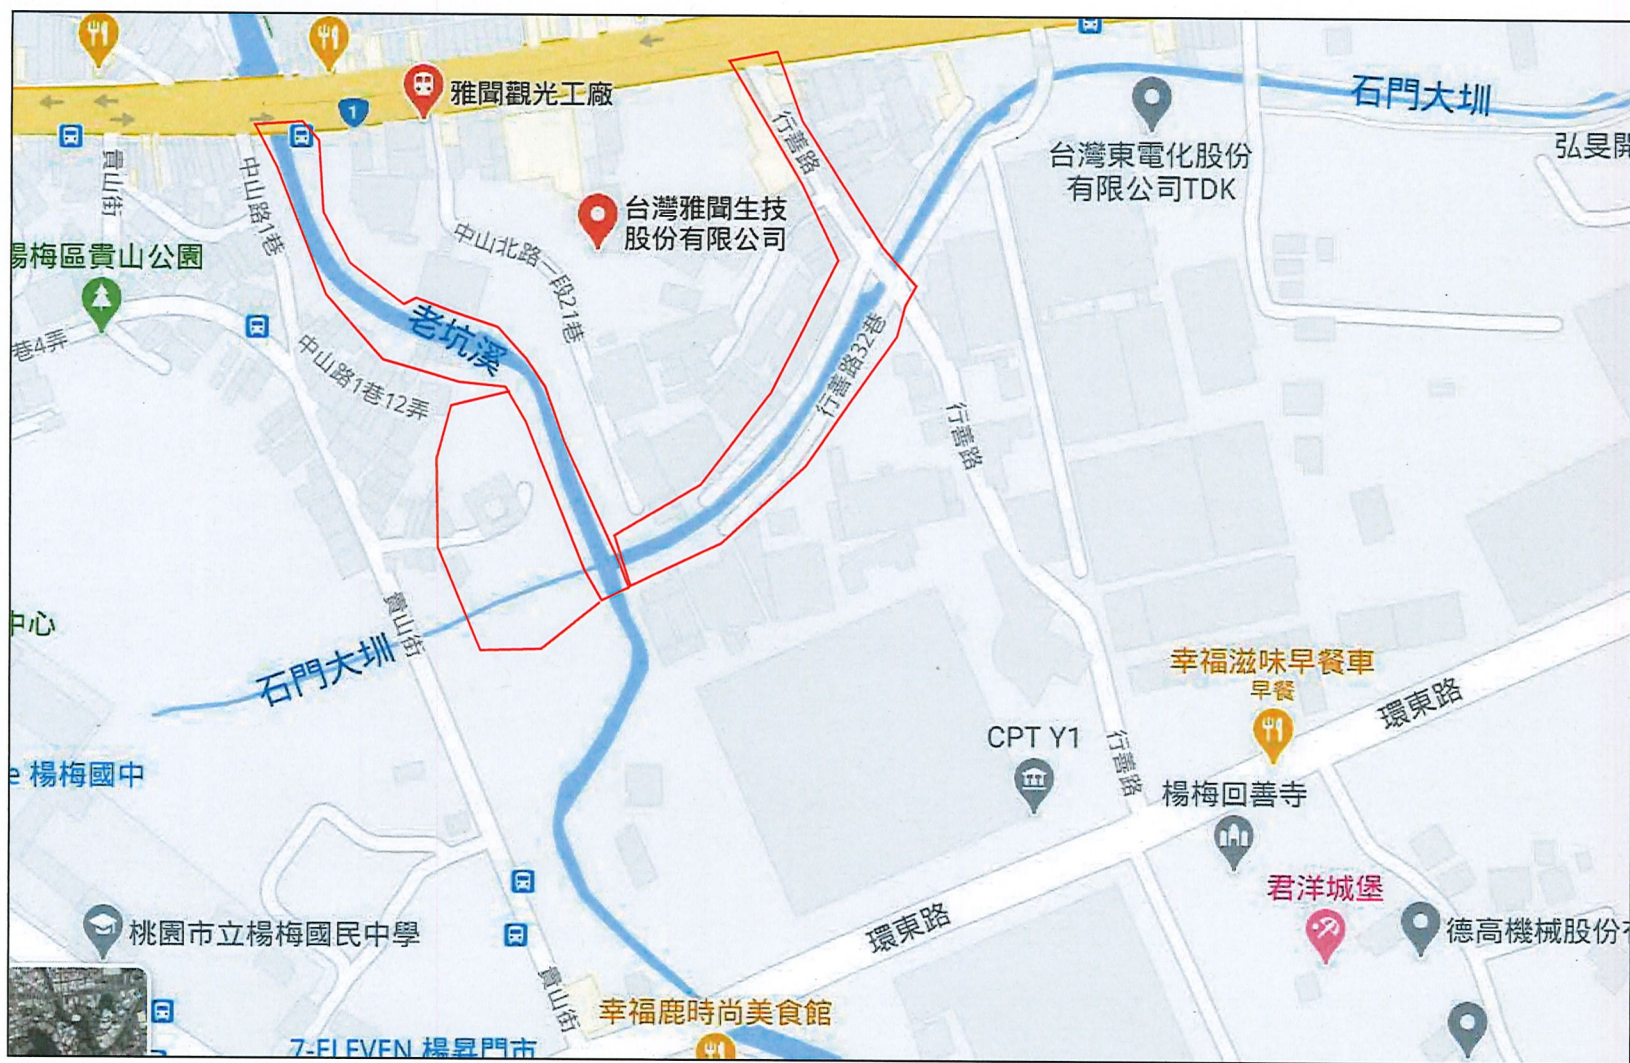 雅聞觀光工廠
1
石門大圳
弘旻開
台灣東電化股份
有限公司TDK
行善路
貴山街
中山路1巷
台灣雅聞生技
股份有限公司
中山北路一段21巷
楊梅區貴山公園
老坑溪
巷4弄
中山路1巷12弄
行善路32巷
行善路
貴山街
中心
石門大圳
幸福滋味早餐車
早餐
環東路
CPT Y1
行善路
e 楊梅國中
楊梅回善寺
君洋城堡
桃園市立楊梅國民中學
環東路
德高機械股份有
貴山街
幸福鹿時尚美食館
7-ELEVEN 楊昇門市